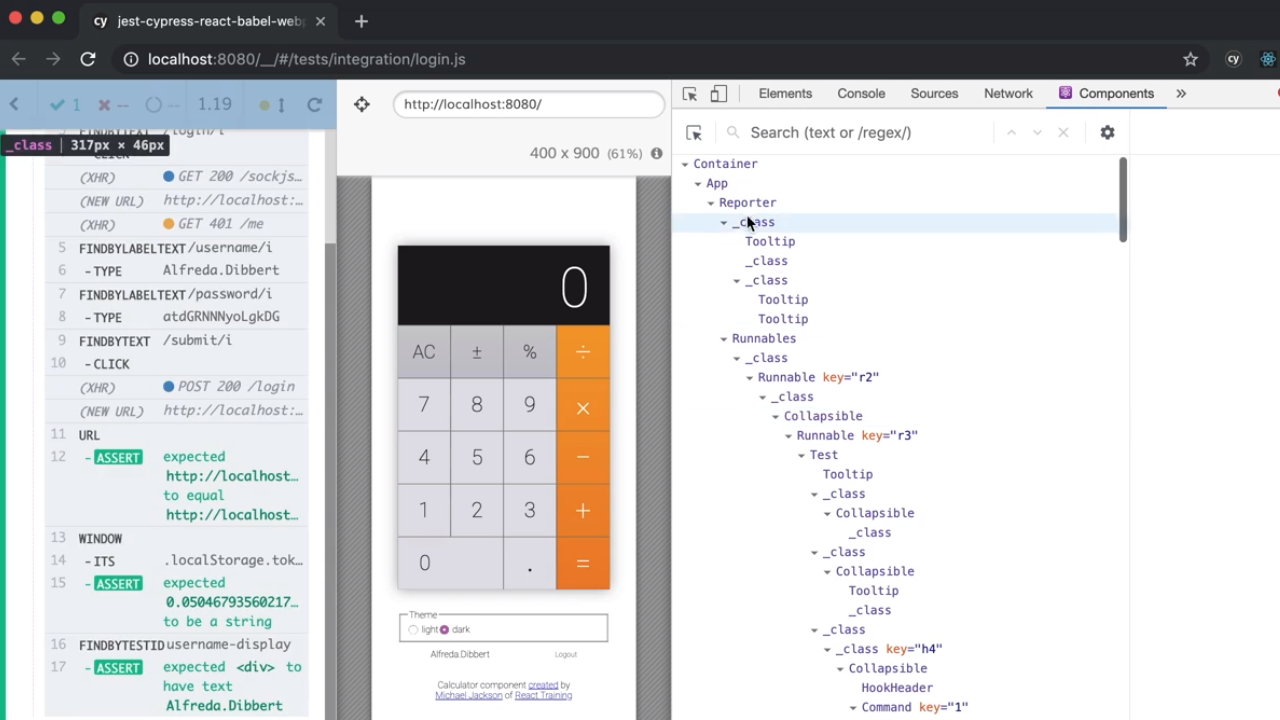 jest-cypress-react-babel-web
localhost:8080/__/#/tests/integration/login.js
1
--
--
1.19
http://localhost:8080/
400 x 900 (61%)
_class | 317px × 46px
(XHR) GET 200 /sockjs…
(NEW URL) http://localhost:…
(XHR) GET 401 /me
5 FINDBYLABELTEXT /username/i
6 -TYPE Alfreda.Dibbert
7 FINDBYLABELTEXT /password/i
8 -TYPE atdGRNNNyoLgkDG
9 FINDBYTEXT /submit/i
10 -CLICK
(XHR) POST 200 /login
(NEW URL) http://localhost:…
11 URL
12 -ASSERT expected
http://localhost…
to equal
http://localhost…
13 WINDOW
14 -ITS .localStorage.tok…
15 -ASSERT expected
0.05046793560217…
to be a string
16 FINDBYTESTID username-display
17 -ASSERT expected <div> to
have text
Alfreda.Dibbert
0
AC ± % ÷
7 8 9 ×
4 5 6 −
1 2 3 +
0 . =
Theme
light dark
Alfreda.Dibbert Logout
Calculator component created by
Michael Jackson of React Training
Elements Console Sources Network Components »
Search (text or /regex/)
Container
App
Reporter
_class
Tooltip
_class
_class
Tooltip
Tooltip
Runnables
_class
Runnable key="r2"
_class
Collapsible
Runnable key="r3"
Test
Tooltip
_class
Collapsible
_class
_class
Collapsible
Tooltip
_class
_class
_class key="h4"
Collapsible
HookHeader
Command key="1"